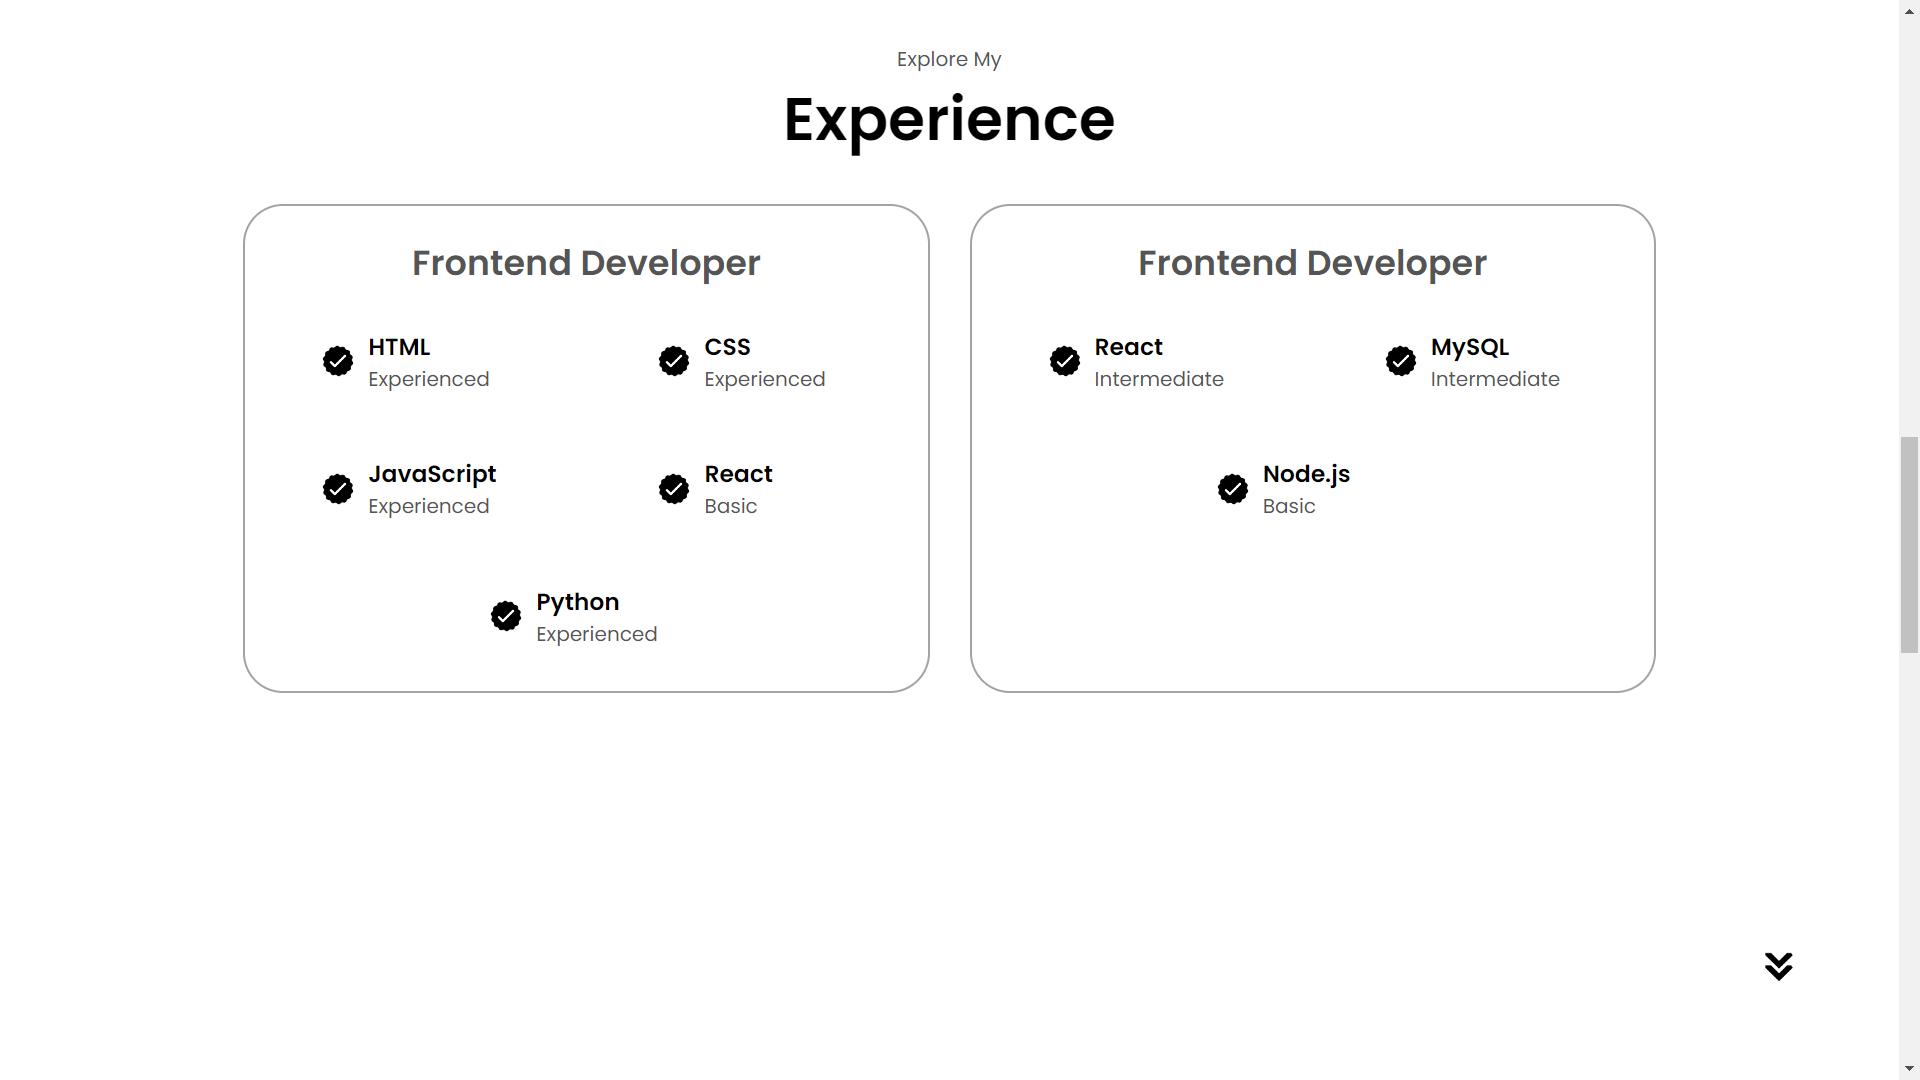 Explore My
Experience
Frontend Developer
HTML
Experienced
CSS
Experienced
JavaScript
Experienced
React
Basic
Python
Experienced
Frontend Developer
React
Intermediate
MySQL
Intermediate
Node.js
Basic